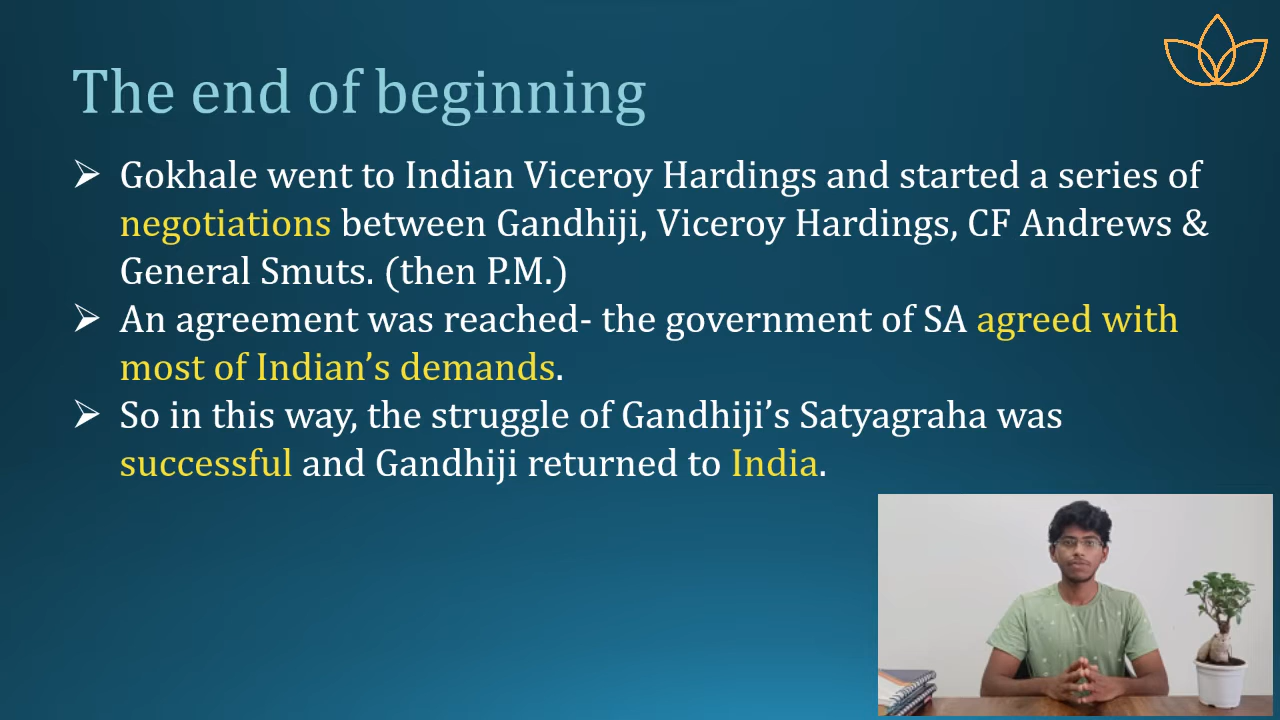 The end of beginning
➢ Gokhale went to Indian Viceroy Hardings and started a series of
negotiations between Gandhiji, Viceroy Hardings, CF Andrews &
General Smuts. (then P.M.)
➢ An agreement was reached- the government of SA agreed with
most of Indian’s demands.
➢ So in this way, the struggle of Gandhiji’s Satyagraha was
successful and Gandhiji returned to India.